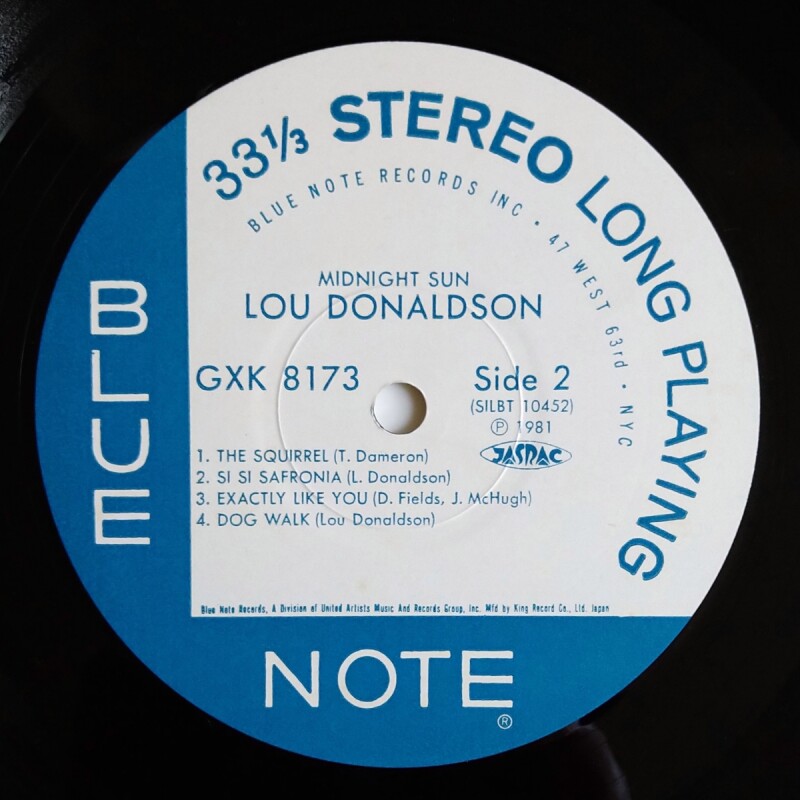 33⅓ STEREO LONG PLAYING
BLUE NOTE RECORDS INC • 47 WEST 63rd • NYC
MIDNIGHT SUN
LOU DONALDSON
GXK 8173
Side 2
(SILBT 10452)
Ⓟ 1981
JASRAC
1. THE SQUIRREL (T. Dameron)
2. SI SI SAFRONIA (L. Donaldson)
3. EXACTLY LIKE YOU (D. Fields, J. McHugh)
4. DOG WALK (Lou Donaldson)
Blue Note Records, A Division of United Artists Music And Records Group, Inc. Mfd by King Record Co., Ltd. Japan
BLUE
NOTE®